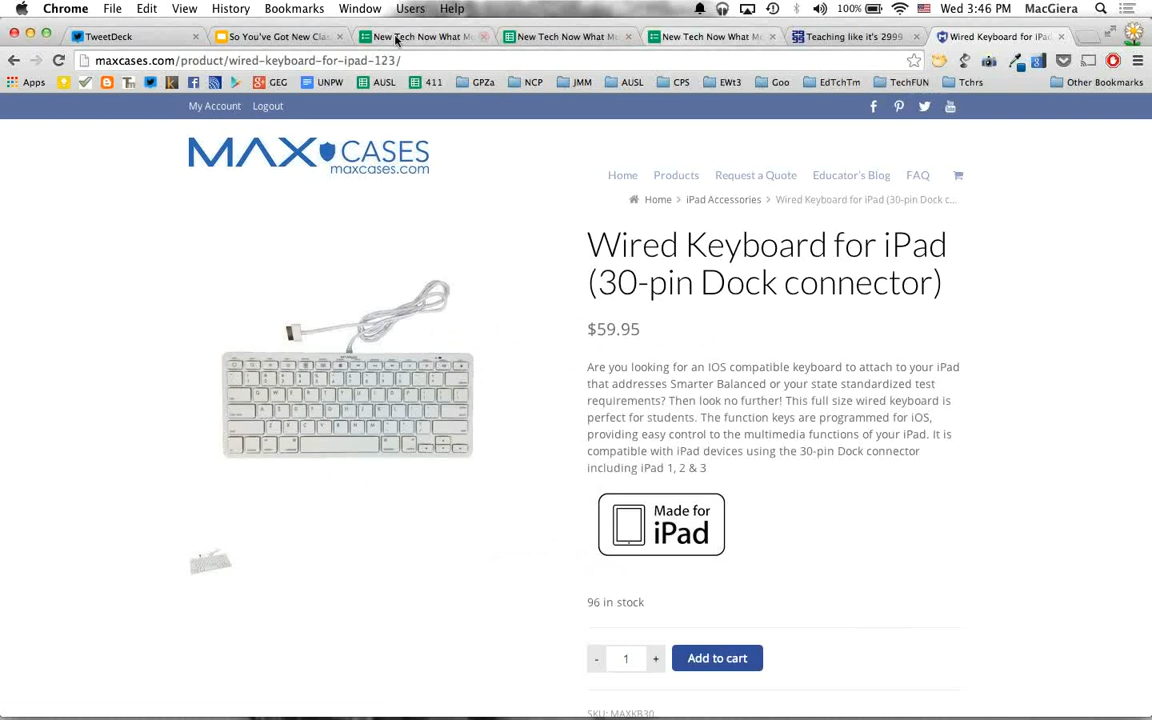 Chrome File Edit View History Bookmarks Window Users Help 100% Wed 3:46 PM MacGiera
TweetDeck × So You've Got New Clas × New Tech Now What Mo × New Tech Now What Mo × New Tech Now What Mo × Teaching like it's 2999 × Wired Keyboard for iPad ×
maxcases.com/product/wired-keyboard-for-ipad-123/
Apps GEG UNPW AUSL 411 GPZa NCP JMM AUSL CPS EWt3 Goo EdTchTm TechFUN Tchrs Other Bookmarks
My Account Logout
MAX CASES
maxcases.com
Home Products Request a Quote Educator's Blog FAQ
Home > iPad Accessories > Wired Keyboard for iPad (30-pin Dock c...
Wired Keyboard for iPad
(30-pin Dock connector)
$59.95
Are you looking for an IOS compatible keyboard to attach to your iPad
that addresses Smarter Balanced or your state standardized test
requirements? Then look no further! This full size wired keyboard is
perfect for students. The function keys are programmed for iOS,
providing easy control to the multimedia functions of your iPad. It is
compatible with iPad devices using the 30-pin Dock connector
including iPad 1, 2 & 3
Made for
iPad
96 in stock
- 1 + Add to cart
SKU: MAXKB30